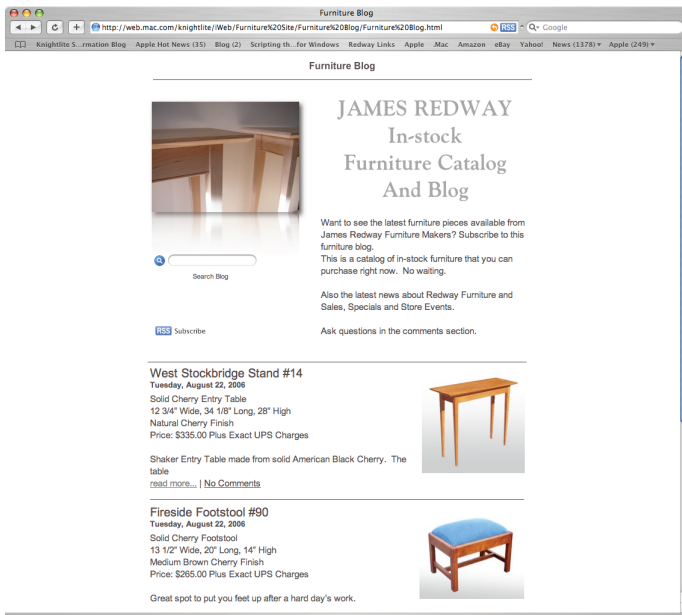 Furniture Blog
http://web.mac.com/knightlite/iWeb/Furniture%20Site/Furniture%20Blog/Furniture%20Blog.html
RSS
Google
Knightlite S...rmation Blog Apple Hot News (35) Blog (2) Scripting th...for Windows Redway Links Apple .Mac Amazon eBay Yahoo! News (1378) Apple (249)
Furniture Blog
JAMES REDWAY
In-stock
Furniture Catalog
And Blog
Want to see the latest furniture pieces available from
James Redway Furniture Makers? Subscribe to this
furniture blog.
This is a catalog of in-stock furniture that you can
purchase right now. No waiting.
Also the latest news about Redway Furniture and
Sales, Specials and Store Events.
Ask questions in the comments section.
Search Blog
RSS Subscribe
West Stockbridge Stand #14
Tuesday, August 22, 2006
Solid Cherry Entry Table
12 3/4" Wide, 34 1/8" Long, 28" High
Natural Cherry Finish
Price: $335.00 Plus Exact UPS Charges
Shaker Entry Table made from solid American Black Cherry. The
table
read more... | No Comments
Fireside Footstool #90
Tuesday, August 22, 2006
Solid Cherry Footstool
13 1/2" Wide, 20" Long, 14" High
Medium Brown Cherry Finish
Price: $265.00 Plus Exact UPS Charges
Great spot to put you feet up after a hard day's work.